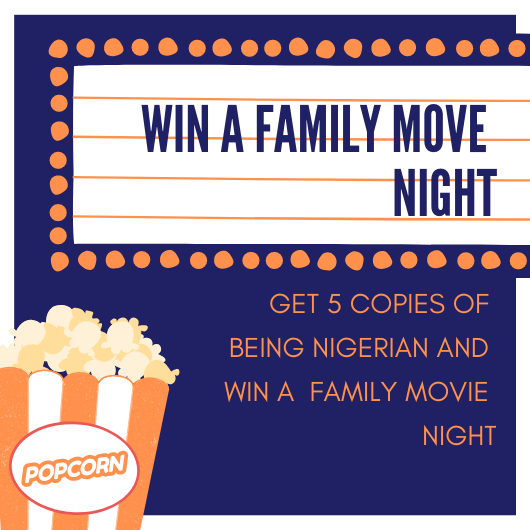 WIN A FAMILY MOVE
NIGHT
GET 5 COPIES OF
BEING NIGERIAN AND
WIN A FAMILY MOVIE
NIGHT
POPCORN